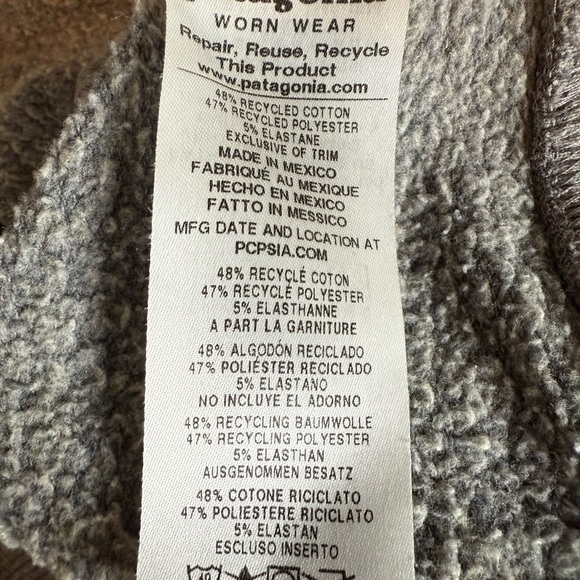 patagonia
WORN WEAR
Repair, Reuse, Recycle
This Product
www.patagonia.com
48% RECYCLED COTTON
47% RECYCLED POLYESTER
5% ELASTANE
EXCLUSIVE OF TRIM
MADE IN MEXICO
FABRIQUÉ AU MEXIQUE
HECHO EN MEXICO
FATTO IN MESSICO
MFG DATE AND LOCATION AT
PCPSIA.COM
48% RECYCLÉ COTON
47% RECYCLÉ POLYESTER
5% ELASTHANNE
A PART LA GARNITURE
48% ALGODÓN RECICLADO
47% POLIÉSTER RECICLADO
5% ELASTANO
NO INCLUYE EL ADORNO
48% RECYCLING BAUMWOLLE
47% RECYCLING POLYESTER
5% ELASTHAN
AUSGENOMMEN BESATZ
48% COTONE RICICLATO
47% POLIESTERE RICICLATO
5% ELASTAN
ESCLUSO INSERTO